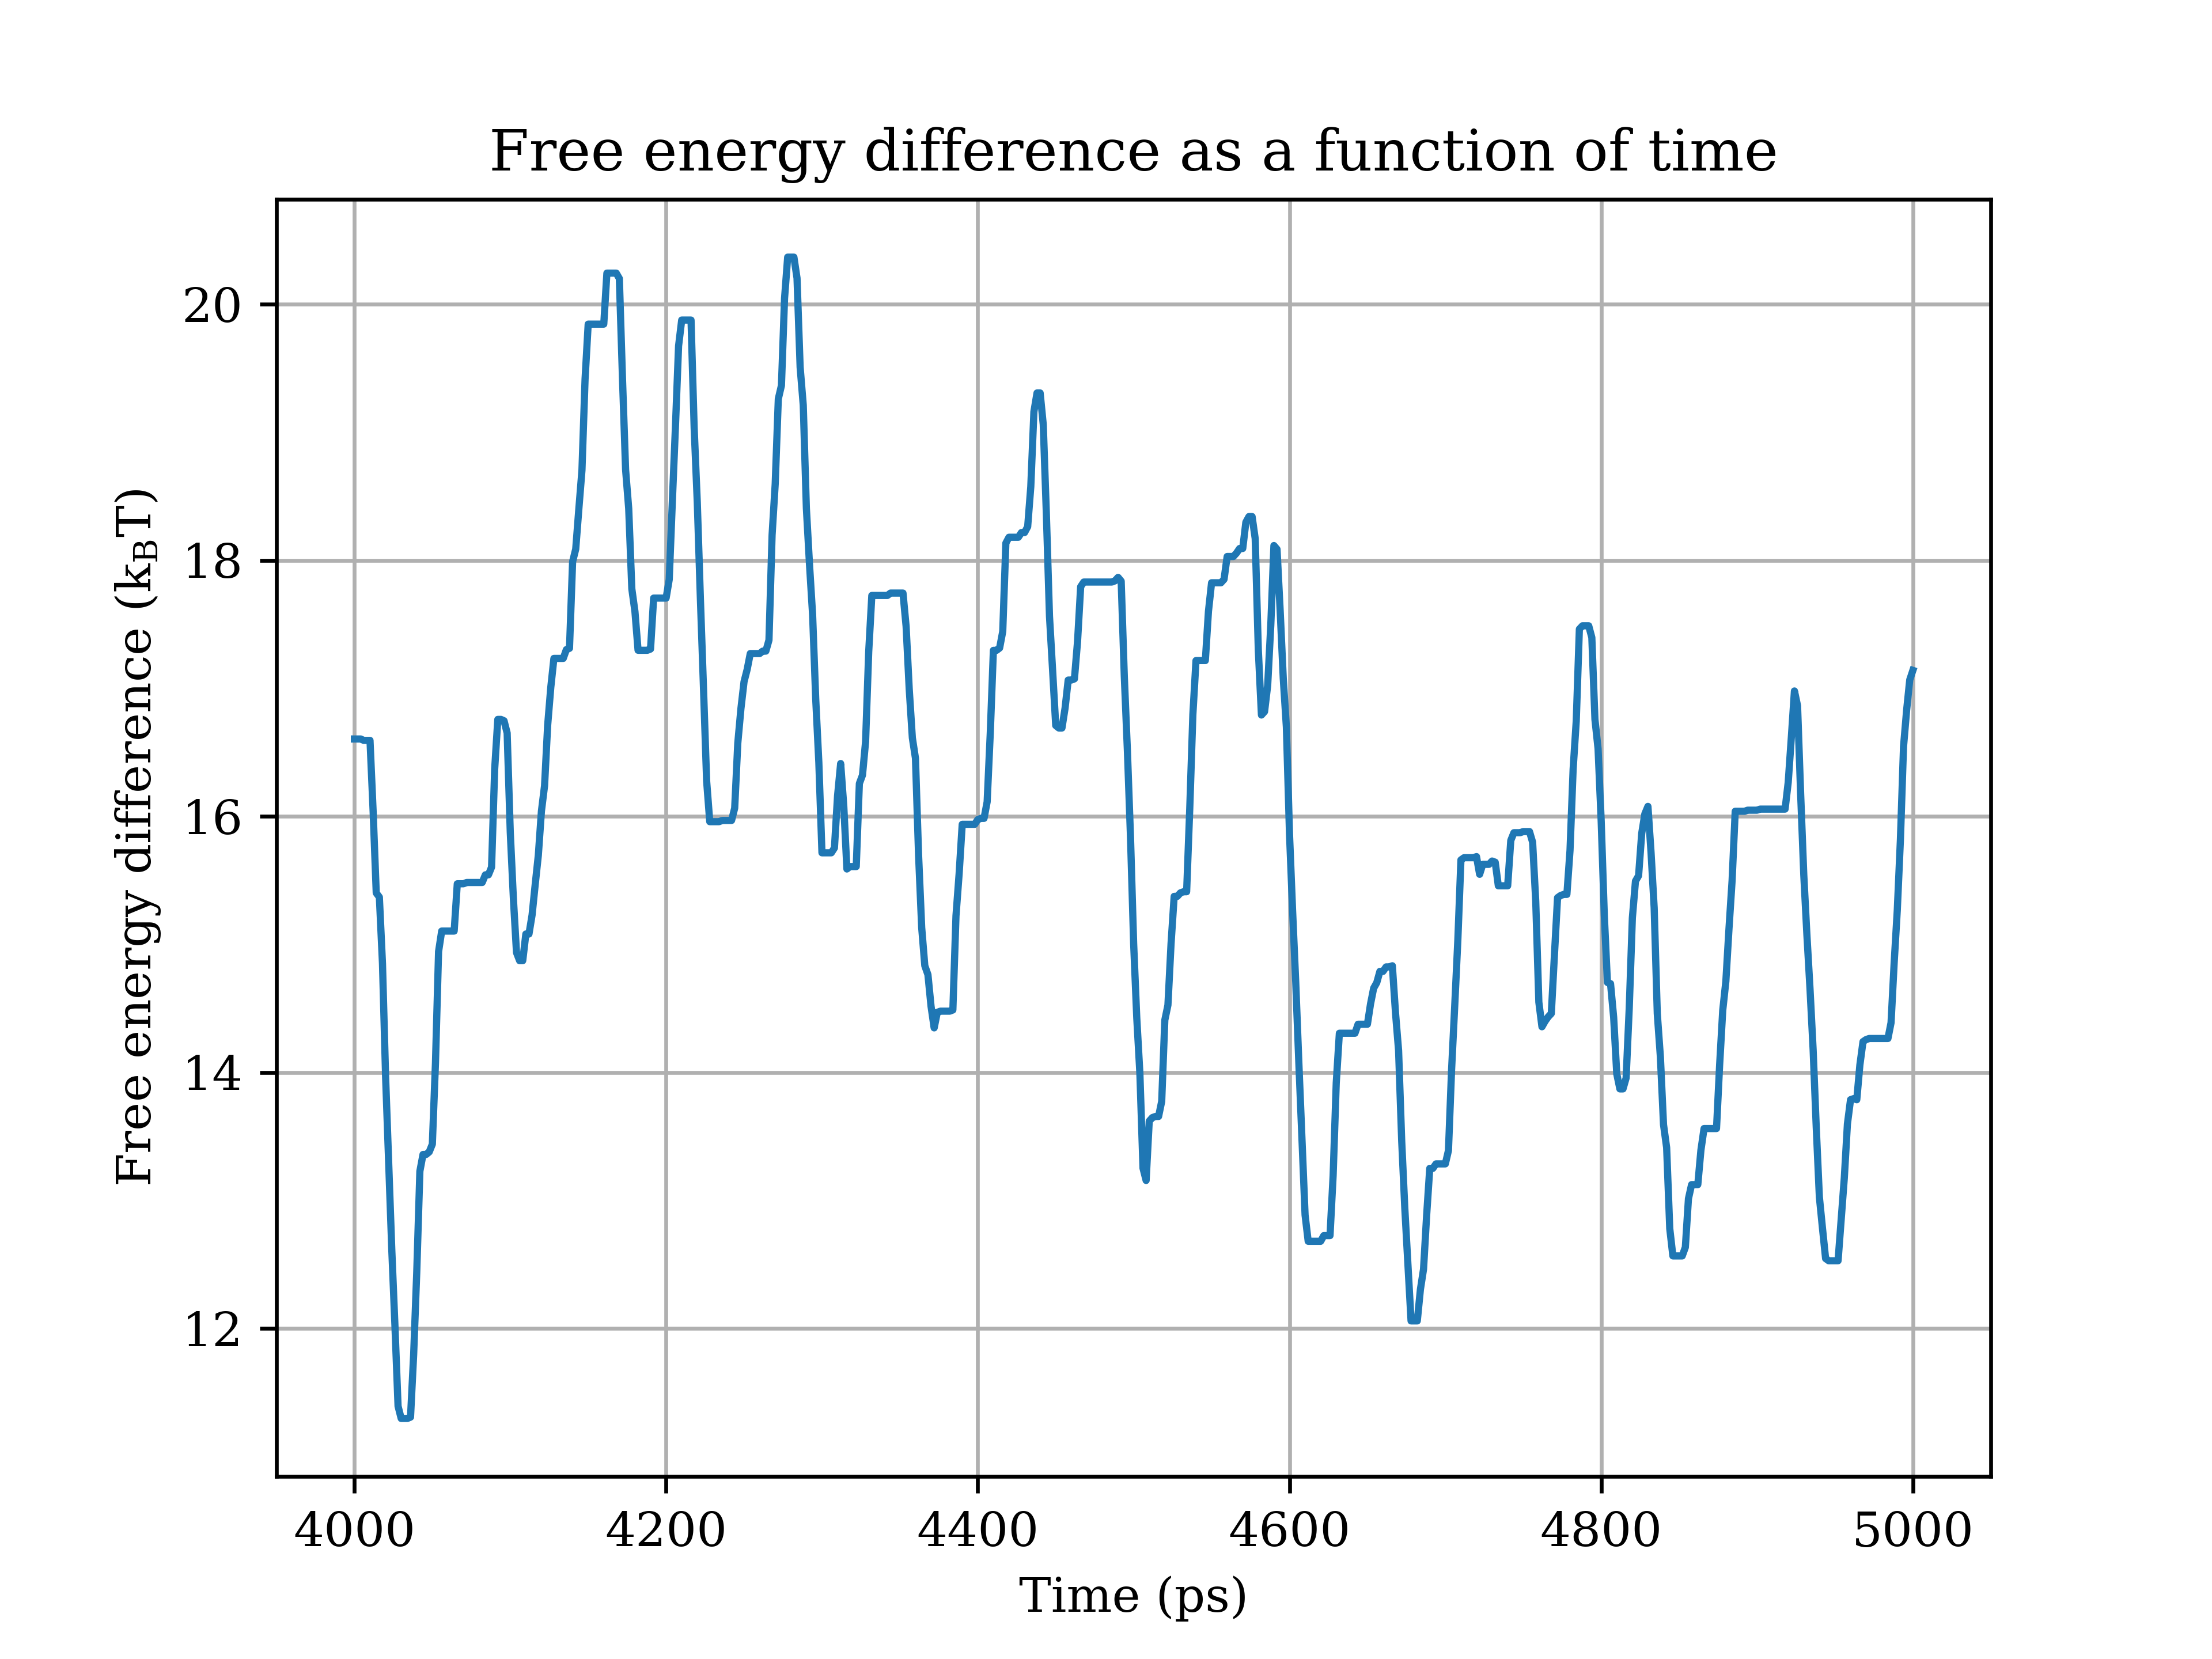 Free energy difference as a function of time
Free energy difference (k_BT)
20
18
16
14
12
4000 4200 4400 4600 4800 5000
Time (ps)